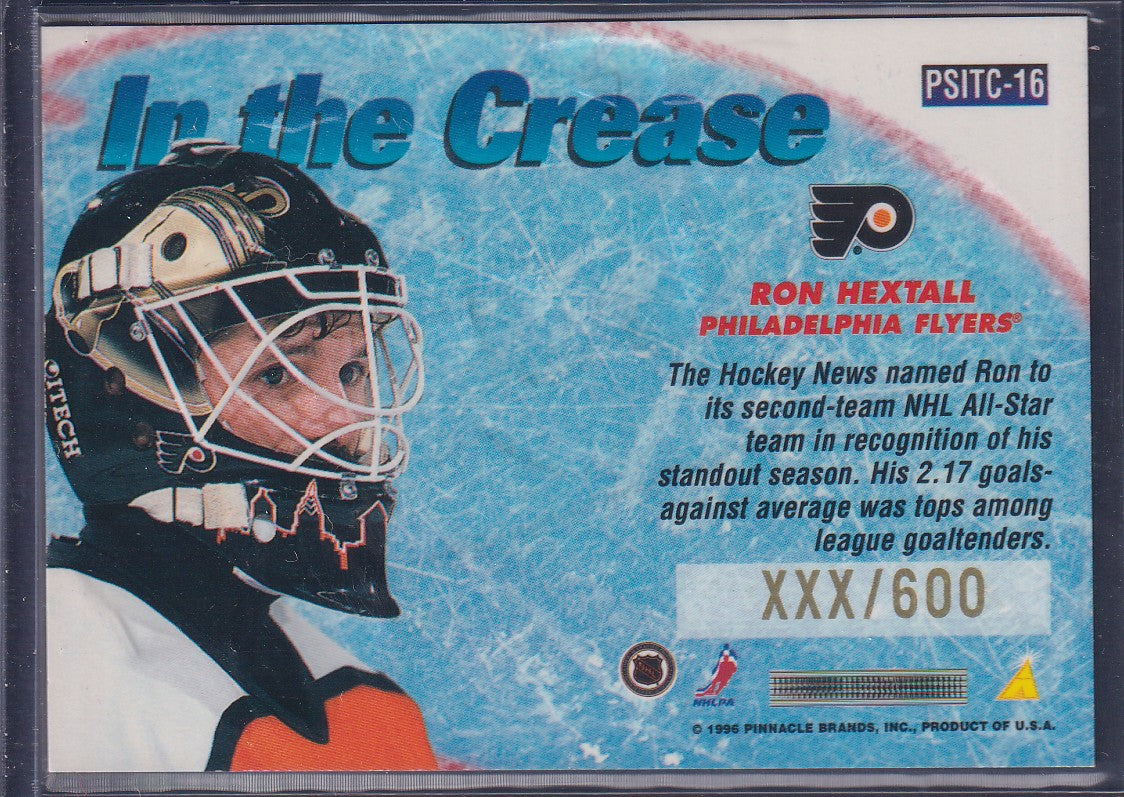 In the Crease
PSITC-16
RON HEXTALL
PHILADELPHIA FLYERS®
The Hockey News named Ron to
its second-team NHL All-Star
team in recognition of his
standout season. His 2.17 goals-
against average was tops among
league goaltenders.
XXX/600
NHLPA
© 1996 PINNACLE BRANDS, INC., PRODUCT OF U.S.A.